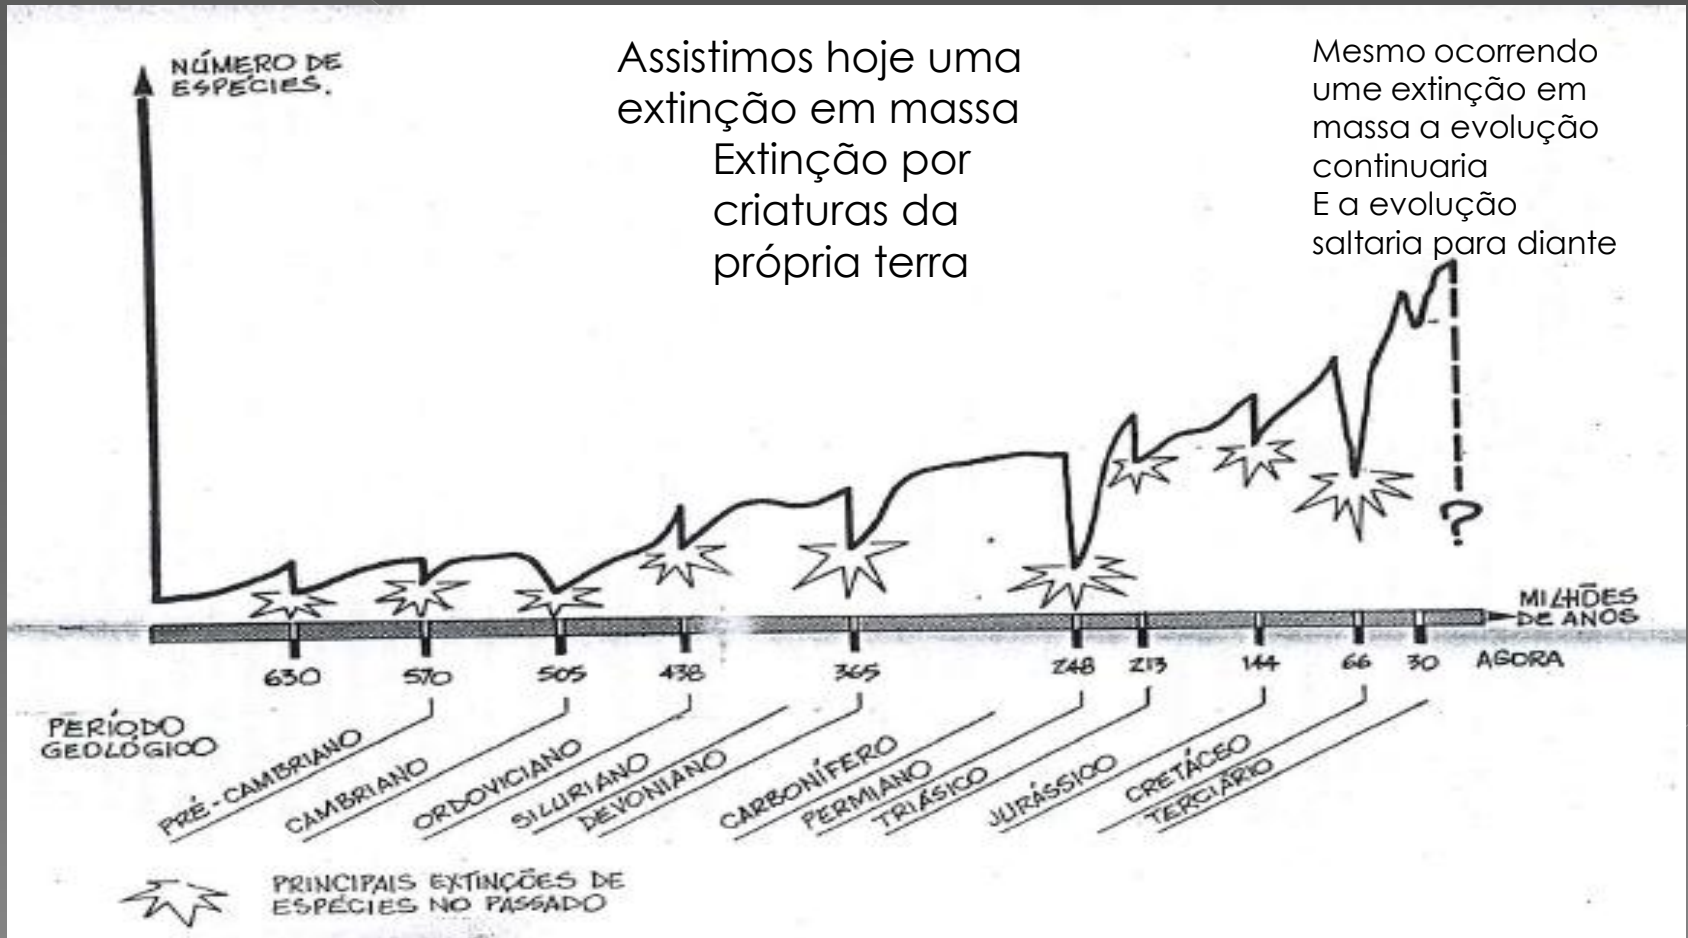 NÚMERO DE
ESPÉCIES.
Assistimos hoje uma
extinção em massa
Extinção por
criaturas da
própria terra
Mesmo ocorrendo
ume extinção em
massa a evolução
continuaria
E a evolução
saltaria para diante
?
MILHÕES
DE ANOS
630 570 505 438 365 248 213 144 66 30 AGORA
PERÍODO
GEOLÓGICO
PRÉ-CAMBRIANO
CAMBRIANO
ORDOVICIANO
SILURIANO
DEVONIANO
CARBONÍFERO
PERMIANO
TRIÁSICO
JURÁSSICO
CRETÁCEO
TERCIÁRIO
PRINCIPAIS EXTINÇÕES DE
ESPÉCIES NO PASSADO